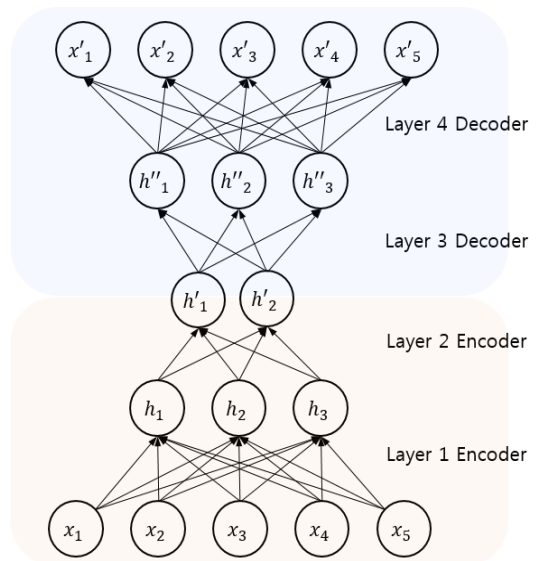 x′₁ x′₂ x′₃ x′₄ x′₅
Layer 4 Decoder
h″₁ h″₂ h″₃
Layer 3 Decoder
h′₁ h′₂
Layer 2 Encoder
h₁ h₂ h₃
Layer 1 Encoder
x₁ x₂ x₃ x₄ x₅